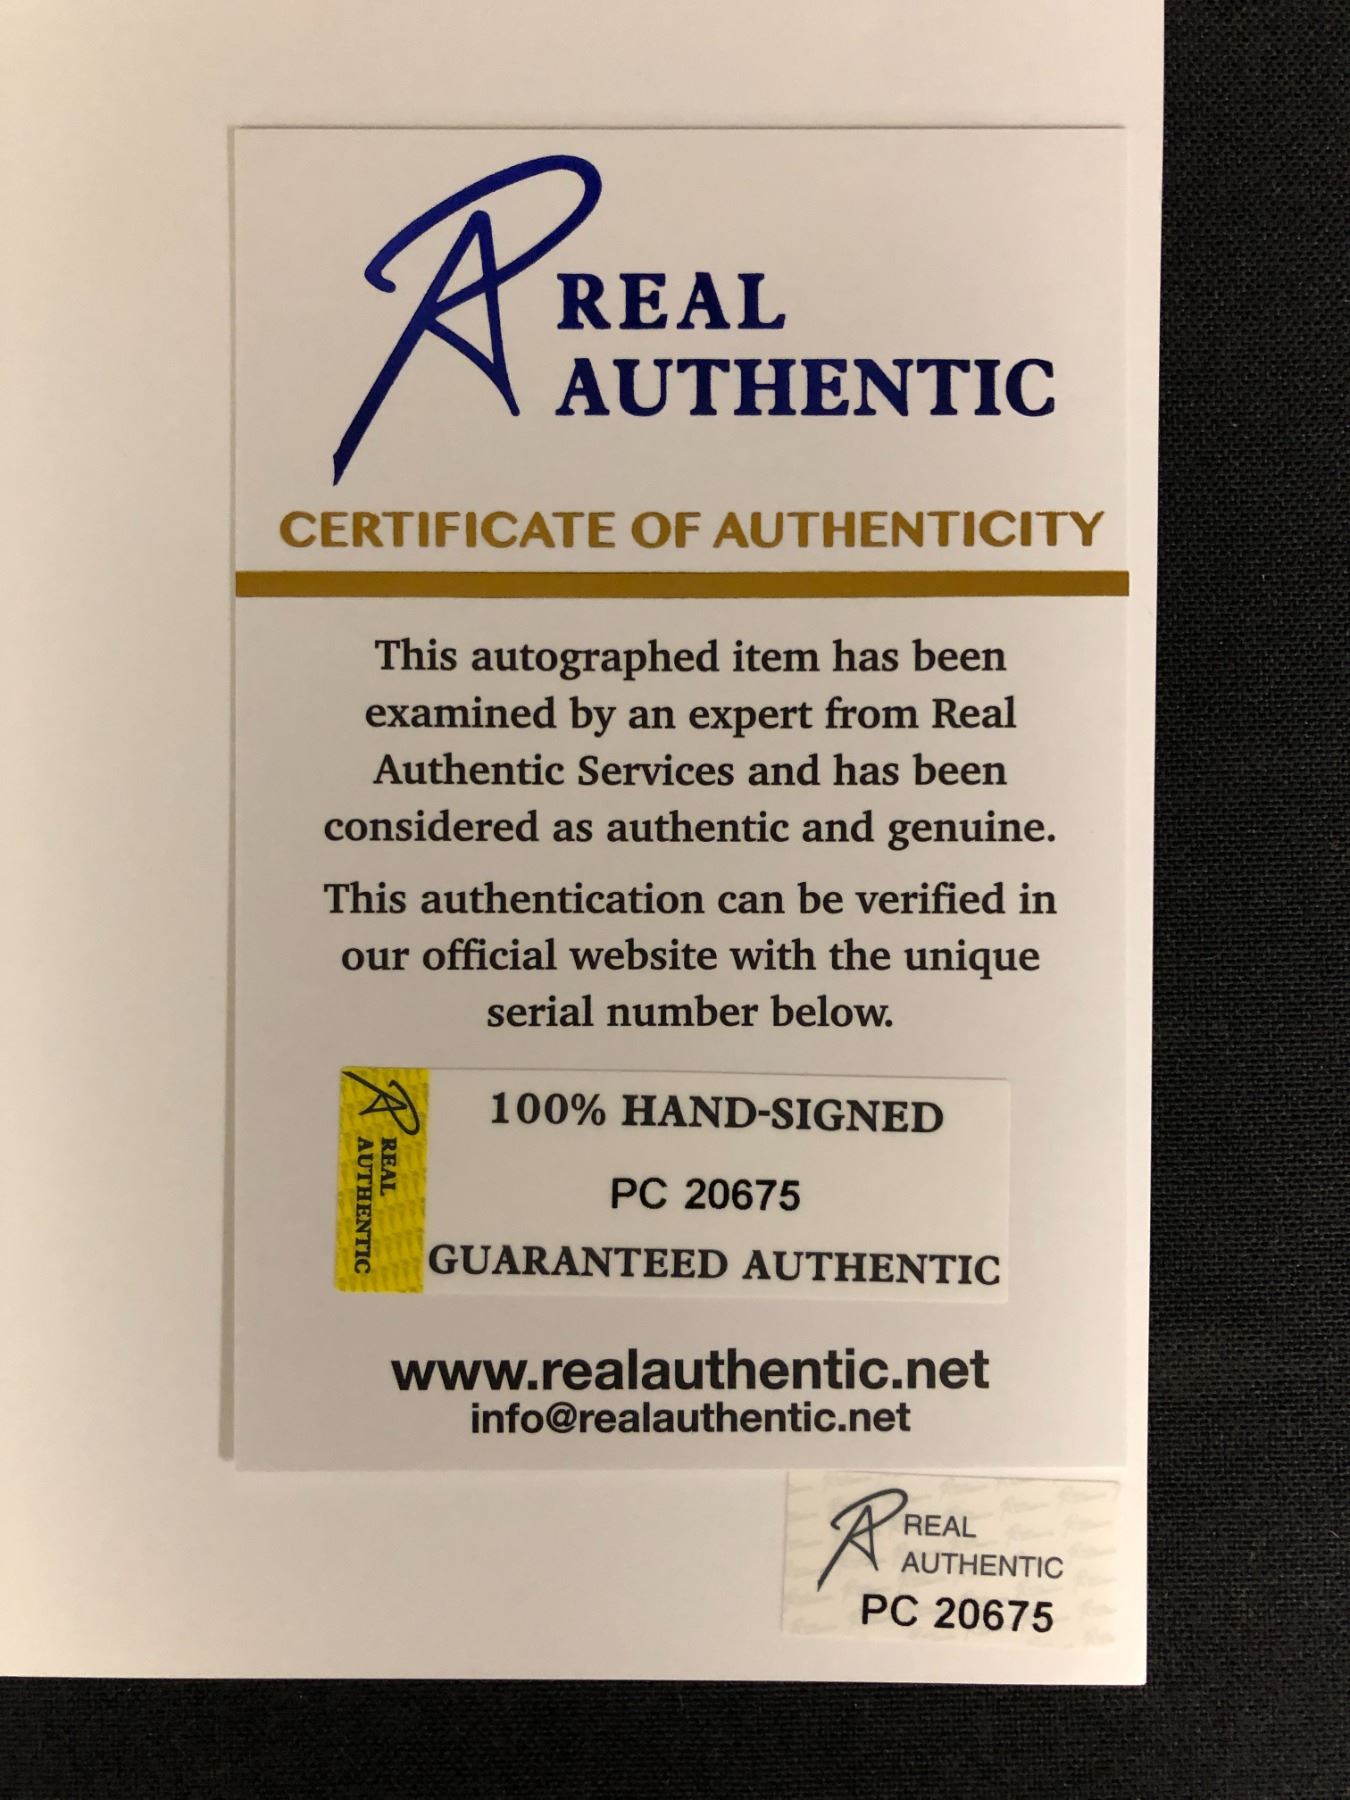 REAL
AUTHENTIC
CERTIFICATE OF AUTHENTICITY
This autographed item has been
examined by an expert from Real
Authentic Services and has been
considered as authentic and genuine.
This authentication can be verified in
our official website with the unique
serial number below.
REAL
AUTHENTIC
100% HAND-SIGNED
PC 20675
GUARANTEED AUTHENTIC
www.realauthentic.net
info@realauthentic.net
REAL
AUTHENTIC
PC 20675